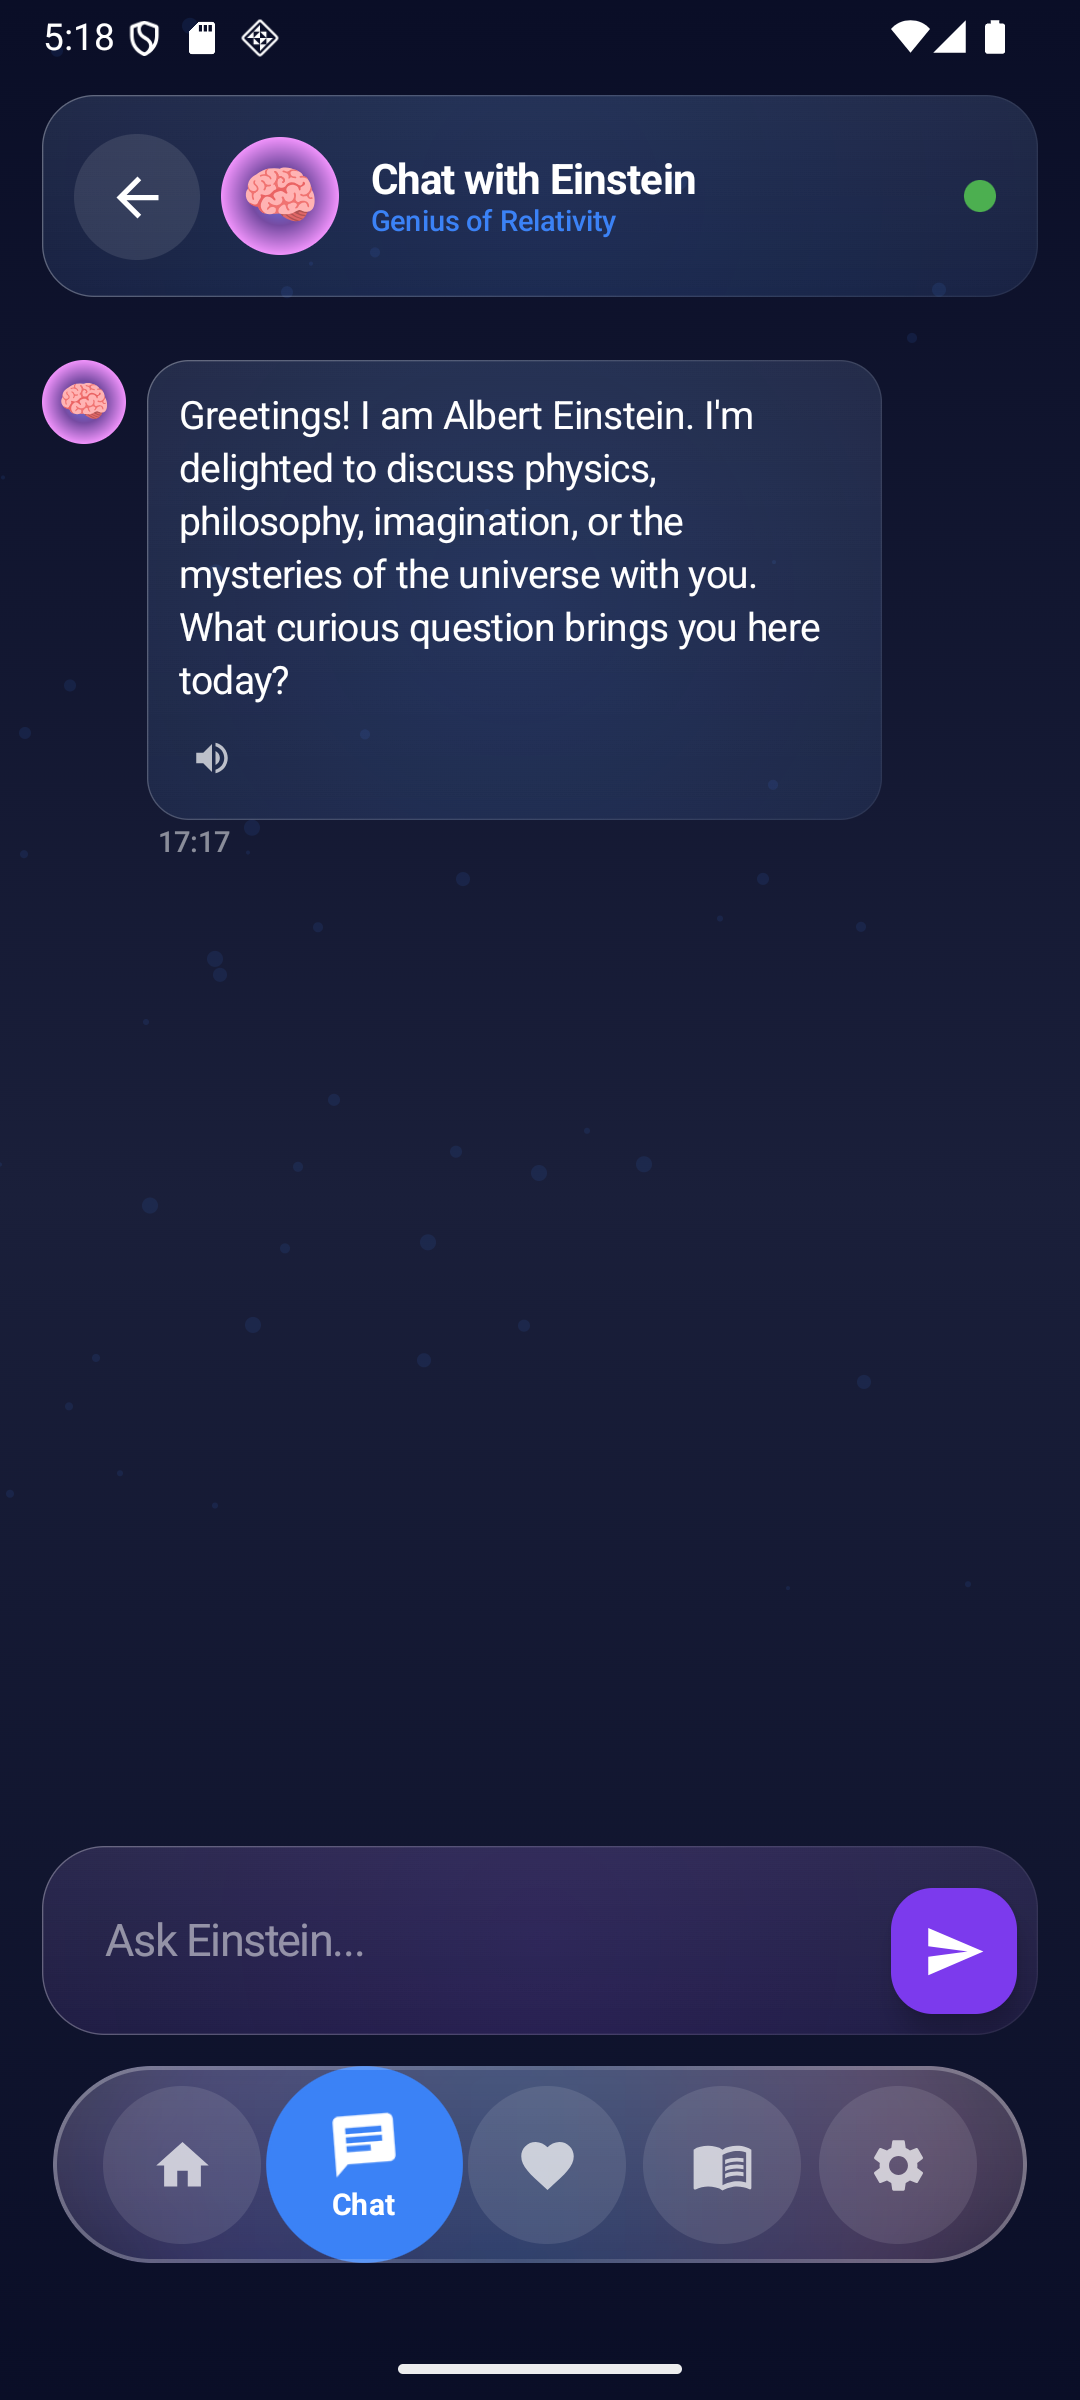 5:18
Chat with Einstein
Genius of Relativity
Greetings! I am Albert Einstein. I'm
delighted to discuss physics,
philosophy, imagination, or the
mysteries of the universe with you.
What curious question brings you here
today?
17:17
Ask Einstein...
Chat